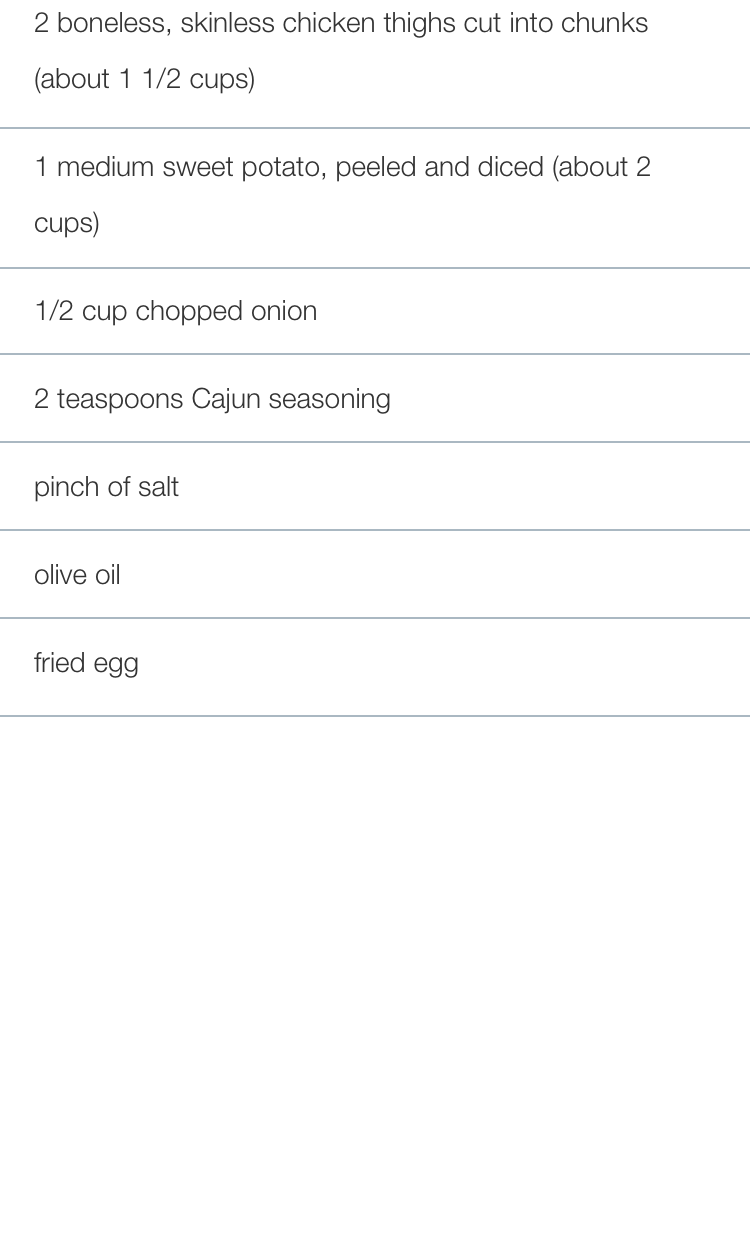 2 boneless, skinless chicken thighs cut into chunks
(about 1 1/2 cups)
1 medium sweet potato, peeled and diced (about 2
cups)
1/2 cup chopped onion
2 teaspoons Cajun seasoning
pinch of salt
olive oil
fried egg